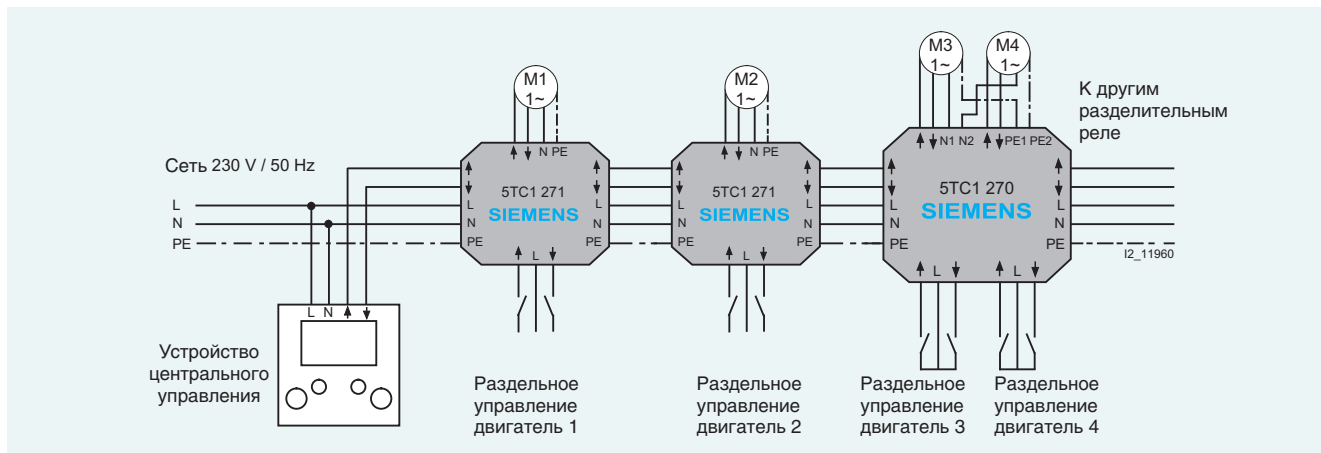 M3
1~
M4
1~
M1
1~
M2
1~
К другим
разделительным
реле
N1 N2
PE1 PE2
N PE
N PE
Сеть 230 V / 50 Hz
5TC1 271
SIEMENS
5TC1 271
SIEMENS
5TC1 270
SIEMENS
L
N
PE
L
N
PE
L
N
PE
L
N
PE
L
N
PE
L
N
PE
L
N
PE
I2_11960
L
L
L
L
L N
Устройство
центрального
управления
Раздельное
управление
двигатель 1
Раздельное
управление
двигатель 2
Раздельное
управление
двигатель 3
Раздельное
управление
двигатель 4